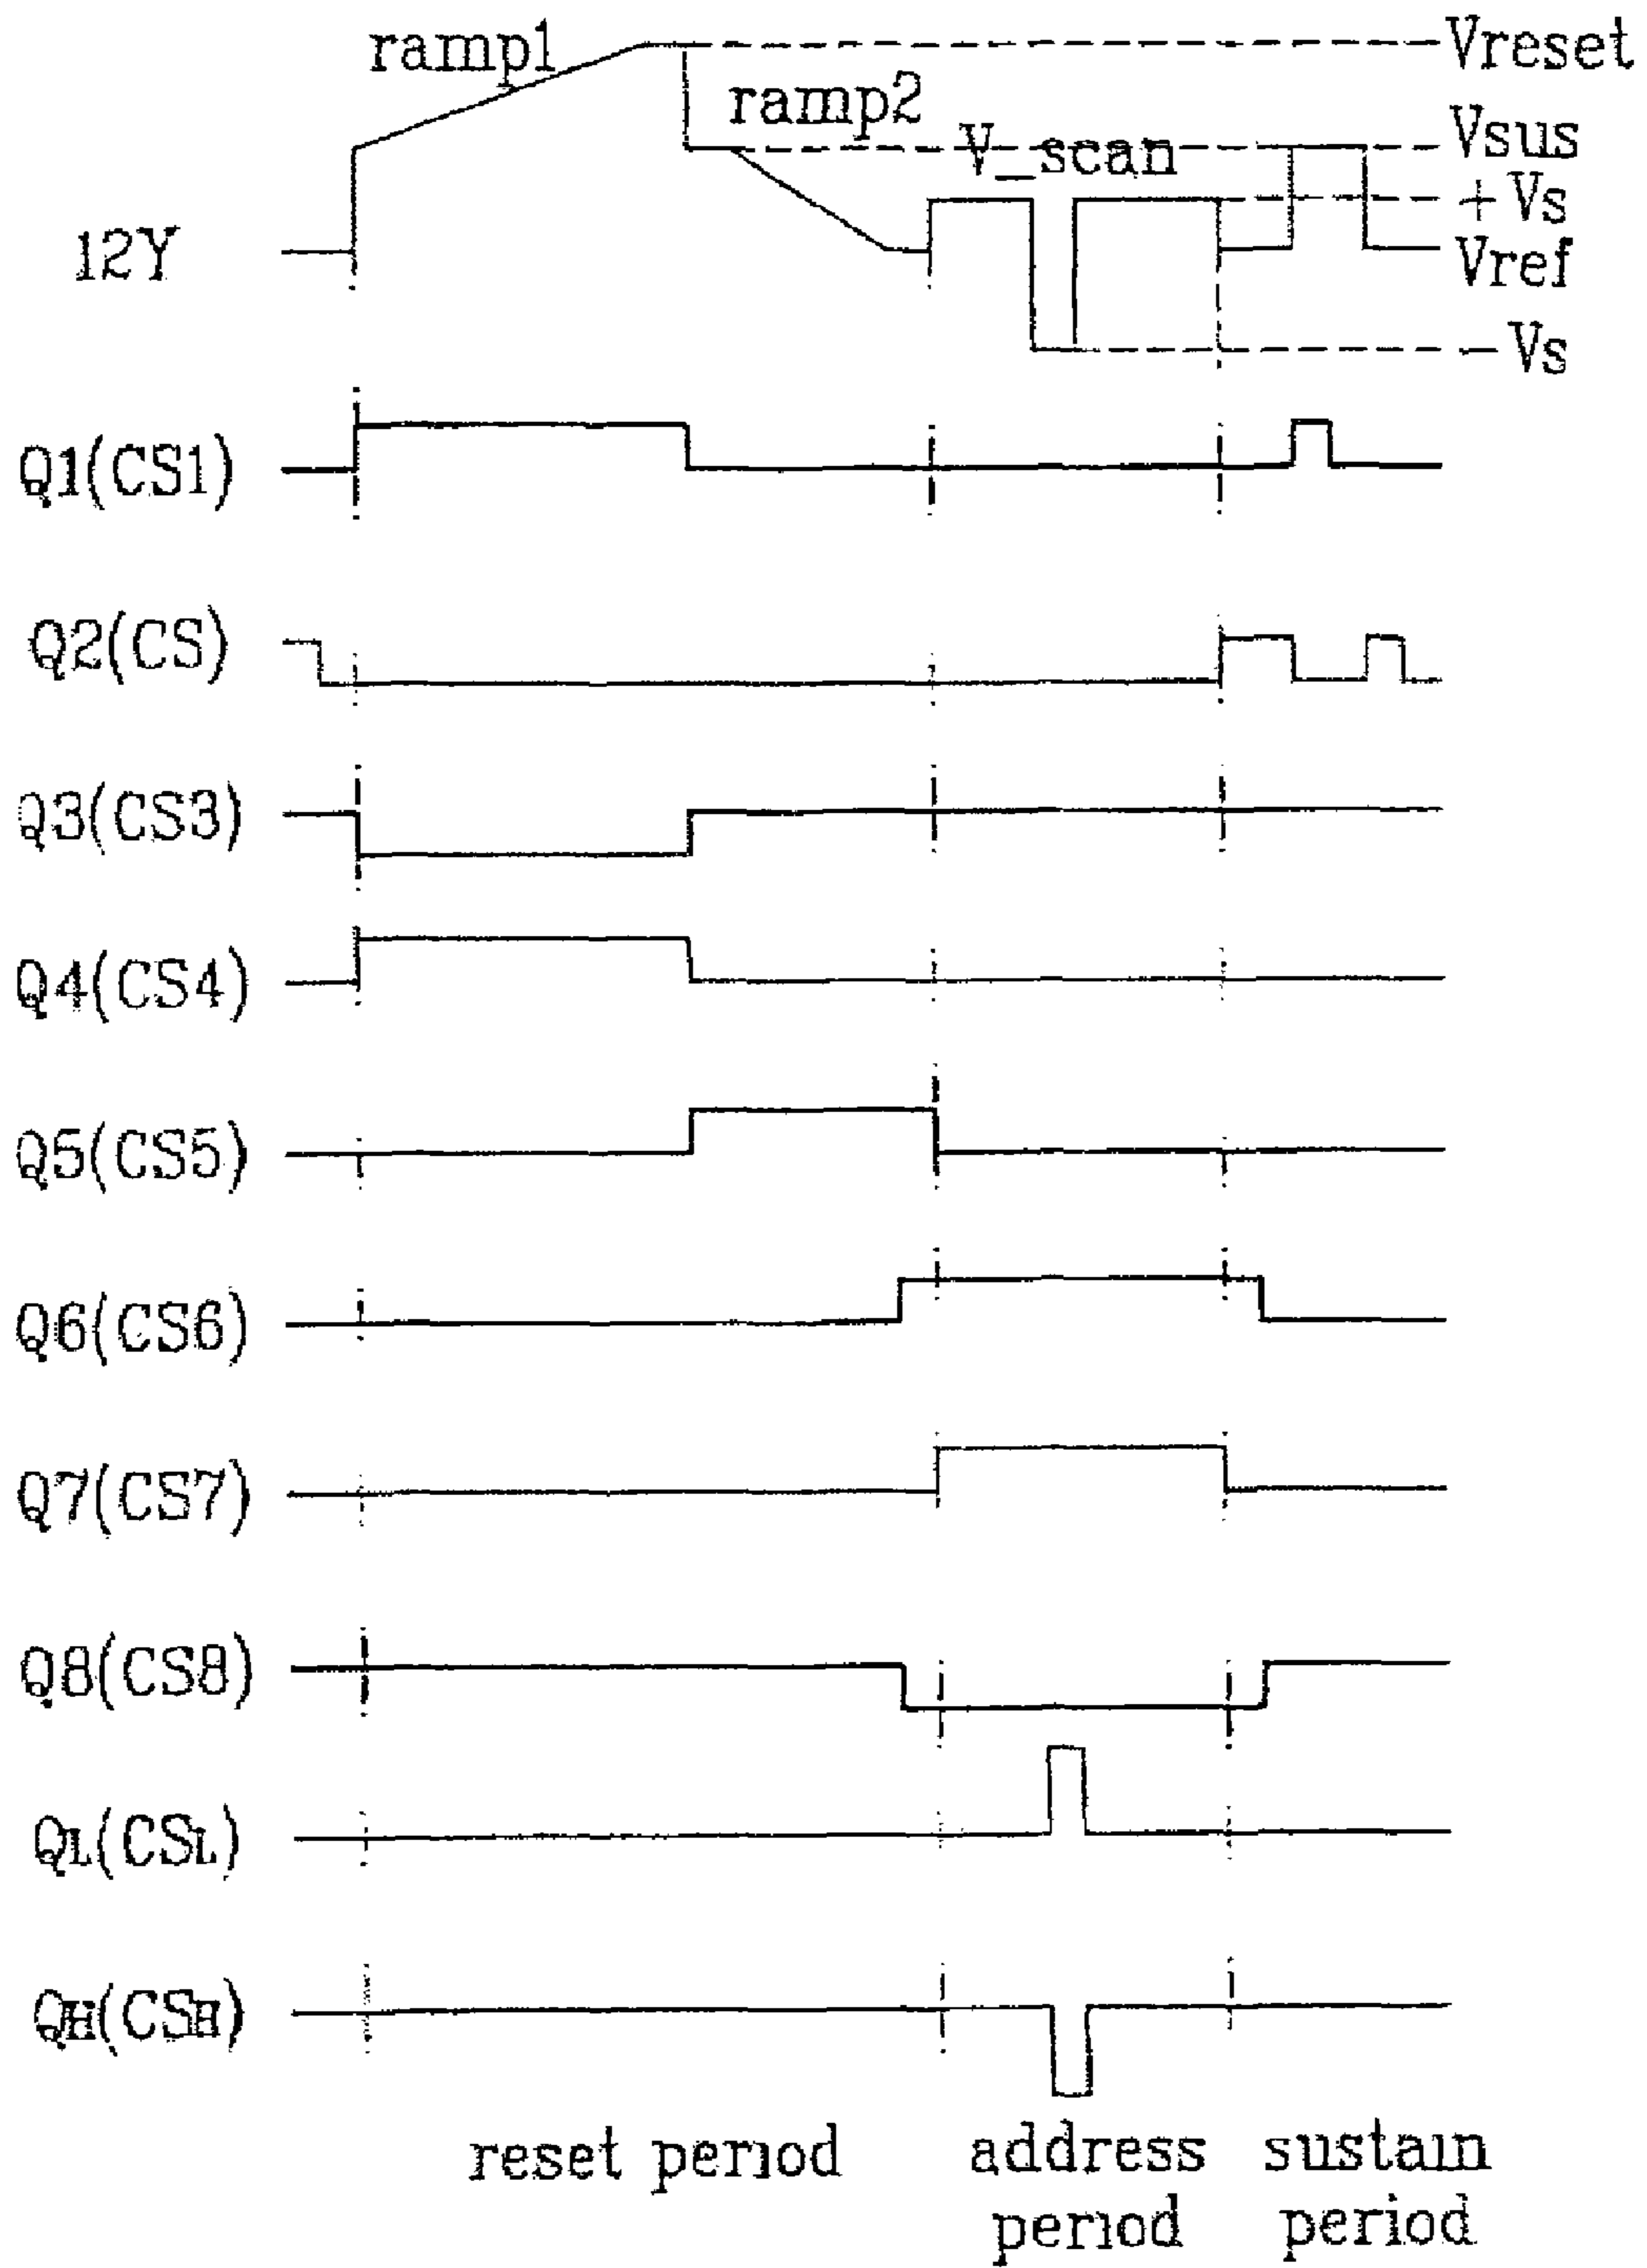 ramp1
Vreset
ramp2
V_scan
Vsus
+Vs
12Y
Vref
-Vs
Q1(CS1)
Q2(CS)
Q3(CS3)
Q4(CS4)
Q5(CS5)
Q6(CS6)
Q7(CS7)
Q8(CS8)
QL(CSL)
QH(CSH)
reset period
address period
sustain period